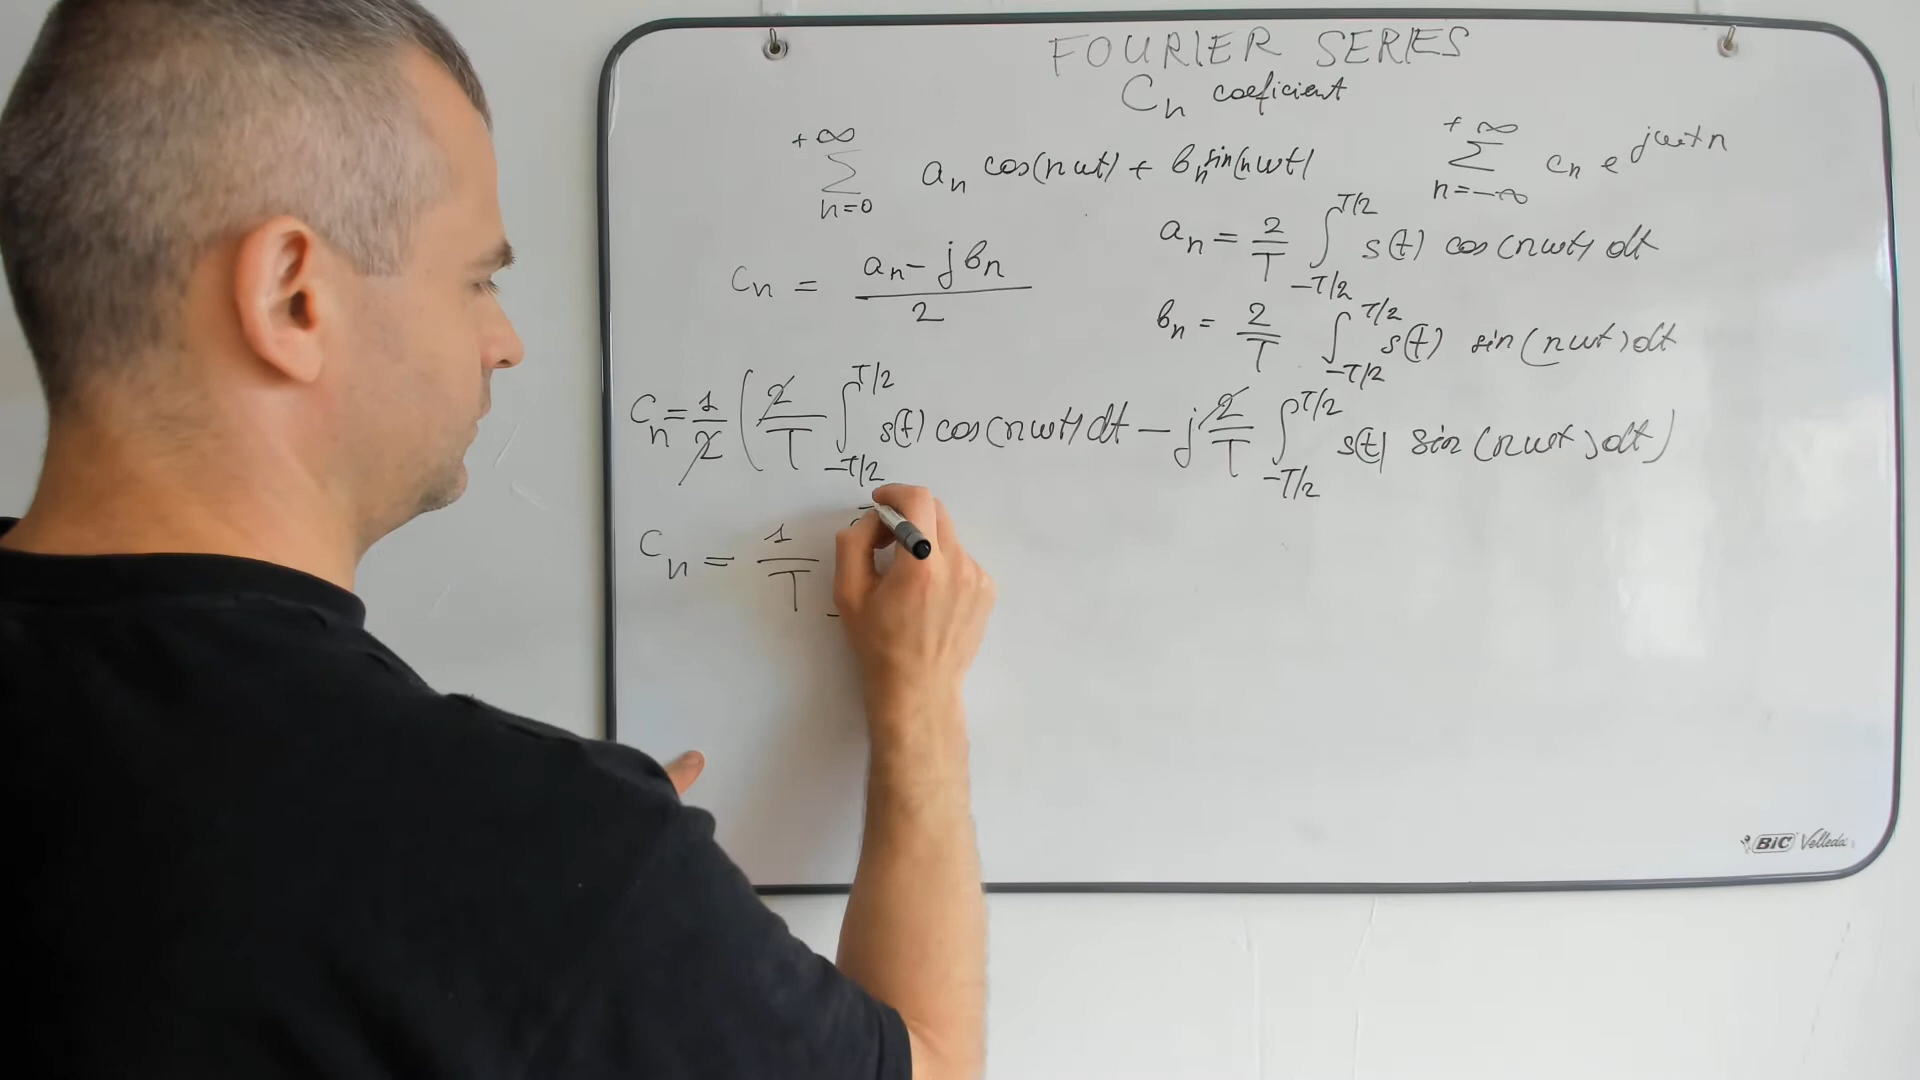 FOURIER SERIES
Cn coeficient
+∞ Σ n=0 an cos(nωt) + bn sin(nωt)
+∞ Σ n=-∞ cn e^jωtn
an = 2/T ∫ T/2 -T/2 s(t) cos(nωt) dt
cn = an - jbn / 2
bn = 2/T ∫ T/2 -T/2 s(t) sin(nωt) dt
Cn = 1/2 ( 2/T ∫ T/2 -T/2 s(t) cos(nωt) dt - j 2/T ∫ T/2 -T/2 s(t) sin(nωt) dt )
Cn = 1/T
BIC Velleda